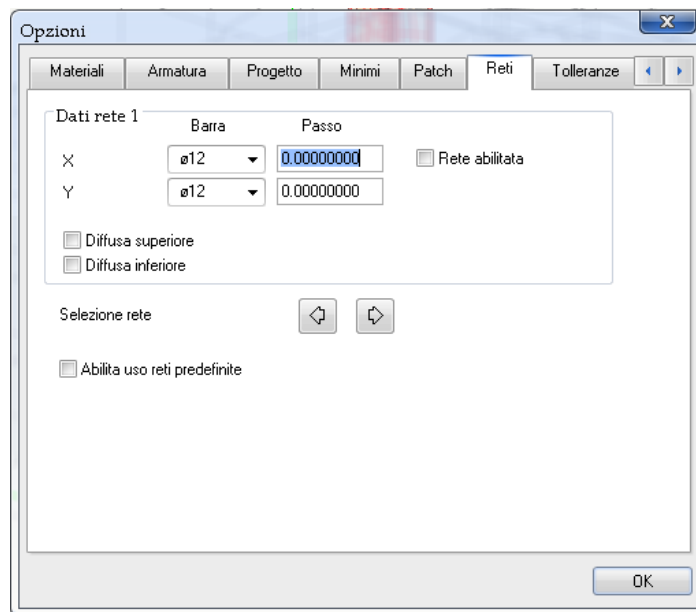 Opzioni
Materiali Armatura Progetto Minimi Patch Reti Tolleranze
Dati rete 1
Barra Passo
X ø12 0.00000000 Rete abilitata
Y ø12 0.00000000
Diffusa superiore
Diffusa inferiore
Selezione rete
Abilita uso reti predefinite
OK